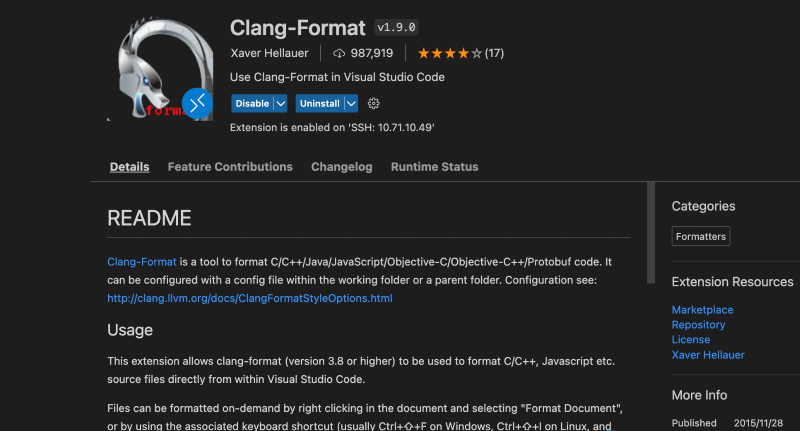 Clang-Format v1.9.0
Xaver Hellauer 987,919 (17)
Use Clang-Format in Visual Studio Code
Disable Uninstall
Extension is enabled on 'SSH: 10.71.10.49'
format
Details Feature Contributions Changelog Runtime Status
README
Clang-Format is a tool to format C/C++/Java/JavaScript/Objective-C/Objective-C++/Protobuf code. It
can be configured with a config file within the working folder or a parent folder. Configuration see:
http://clang.llvm.org/docs/ClangFormatStyleOptions.html
Usage
This extension allows clang-format (version 3.8 or higher) to be used to format C/C++, Javascript etc.
source files directly from within Visual Studio Code.
Files can be formatted on-demand by right clicking in the document and selecting "Format Document",
or by using the associated keyboard shortcut (usually Ctrl+⇧+F on Windows, Ctrl+⇧+I on Linux, and
Categories
Formatters
Extension Resources
Marketplace
Repository
License
Xaver Hellauer
More Info
Published 2015/11/28